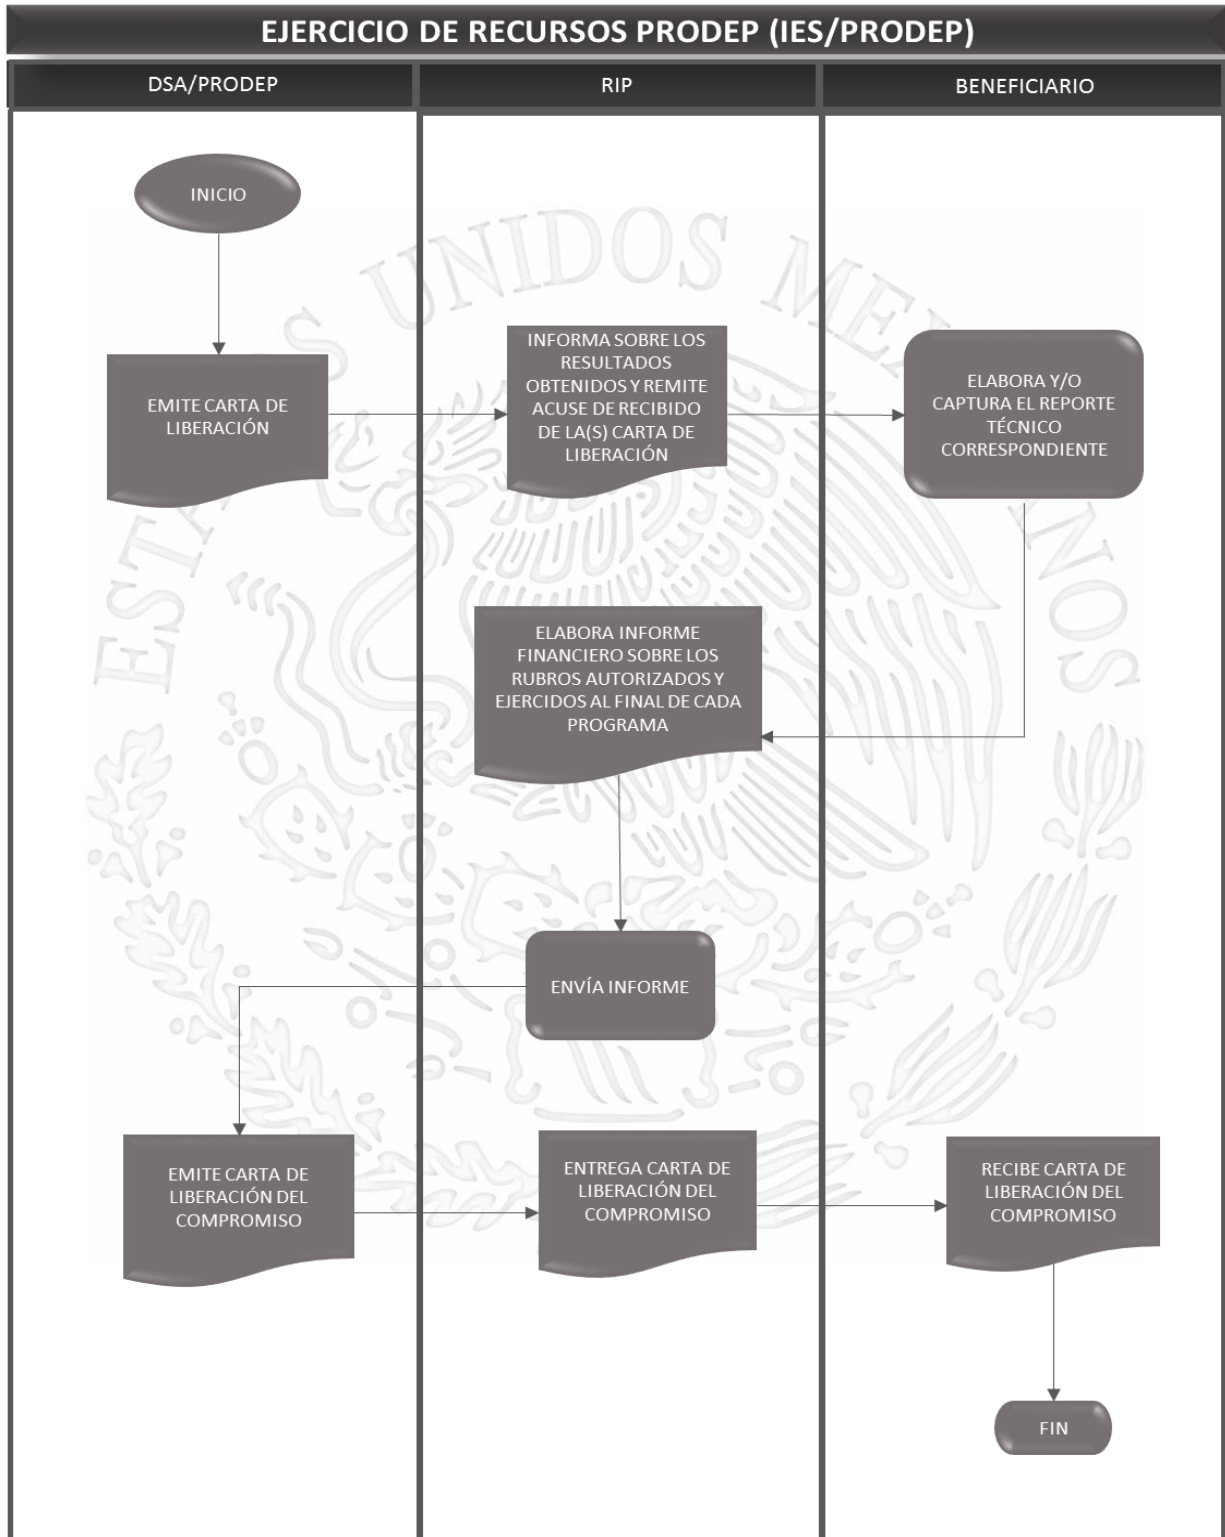 EJERCICIO DE RECURSOS PRODEP (IES/PRODEP)
DSA/PRODEP
RIP
BENEFICIARIO
INICIO
ESTADOS UNIDOS MEXICANOS
EMITE CARTA DE
LIBERACIÓN
INFORMA SOBRE LOS
RESULTADOS
OBTENIDOS Y REMITE
ACUSE DE RECIBIDO
DE LA(S) CARTA DE
LIBERACIÓN
ELABORA Y/O
CAPTURA EL REPORTE
TÉCNICO
CORRESPONDIENTE
ELABORA INFORME
FINANCIERO SOBRE LOS
RUBROS AUTORIZADOS Y
EJERCIDOS AL FINAL DE CADA
PROGRAMA
ENVÍA INFORME
EMITE CARTA DE
LIBERACIÓN DEL
COMPROMISO
ENTREGA CARTA DE
LIBERACIÓN DEL
COMPROMISO
RECIBE CARTA DE
LIBERACIÓN DEL
COMPROMISO
FIN